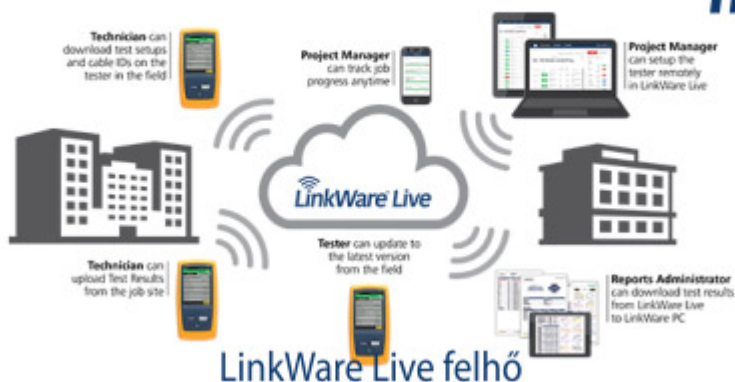 Technician can
download test setups
and cable IDs on the
tester in the field
Project Manager
can track job
progress anytime
Project Manager
can setup the
tester remotely
in LinkWare Live
LinkWare™ Live
Technician can
upload Test Results
from the job site
Tester can update to
the latest version
from the field
Reports Administrator
can download test results
from LinkWare Live
to LinkWare PC
LinkWare Live felhő